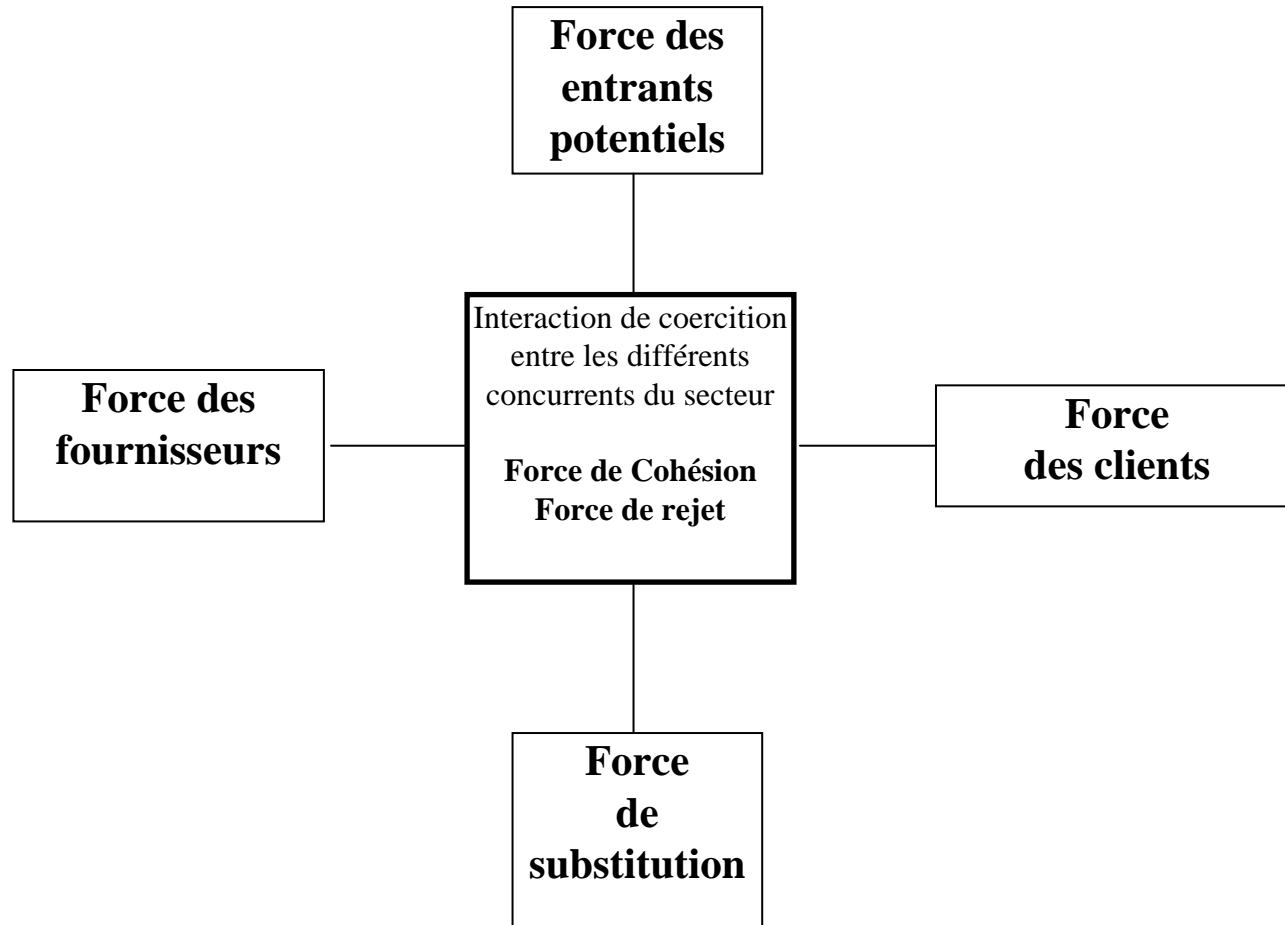 Force des
entrants
potentiels
Interaction de coercition
entre les différents
concurrents du secteur
Force de Cohésion
Force de rejet
Force des
fournisseurs
Force
des clients
Force
de
substitution